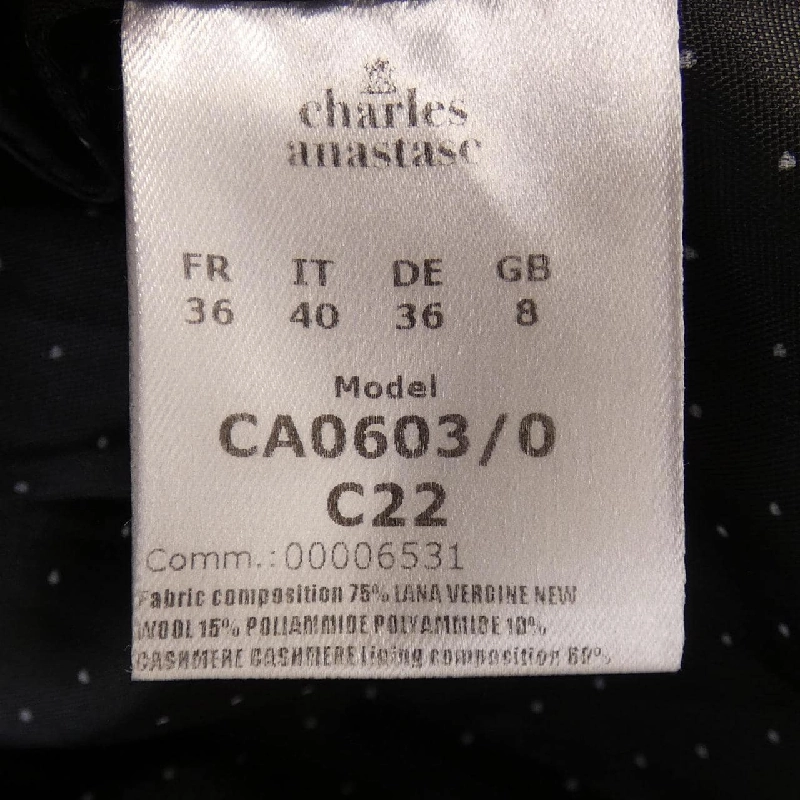 charles
anastase
FR IT DE GB
36 40 36 8
Model
CA0603/0
C22
Comm.:00006531
Fabric composition 75% LANA VERGINE NEW
WOOL 15% POLIAMMIDE POLYAMMIDE 10%
CASHMERE CASHMERE Lining composition 60%